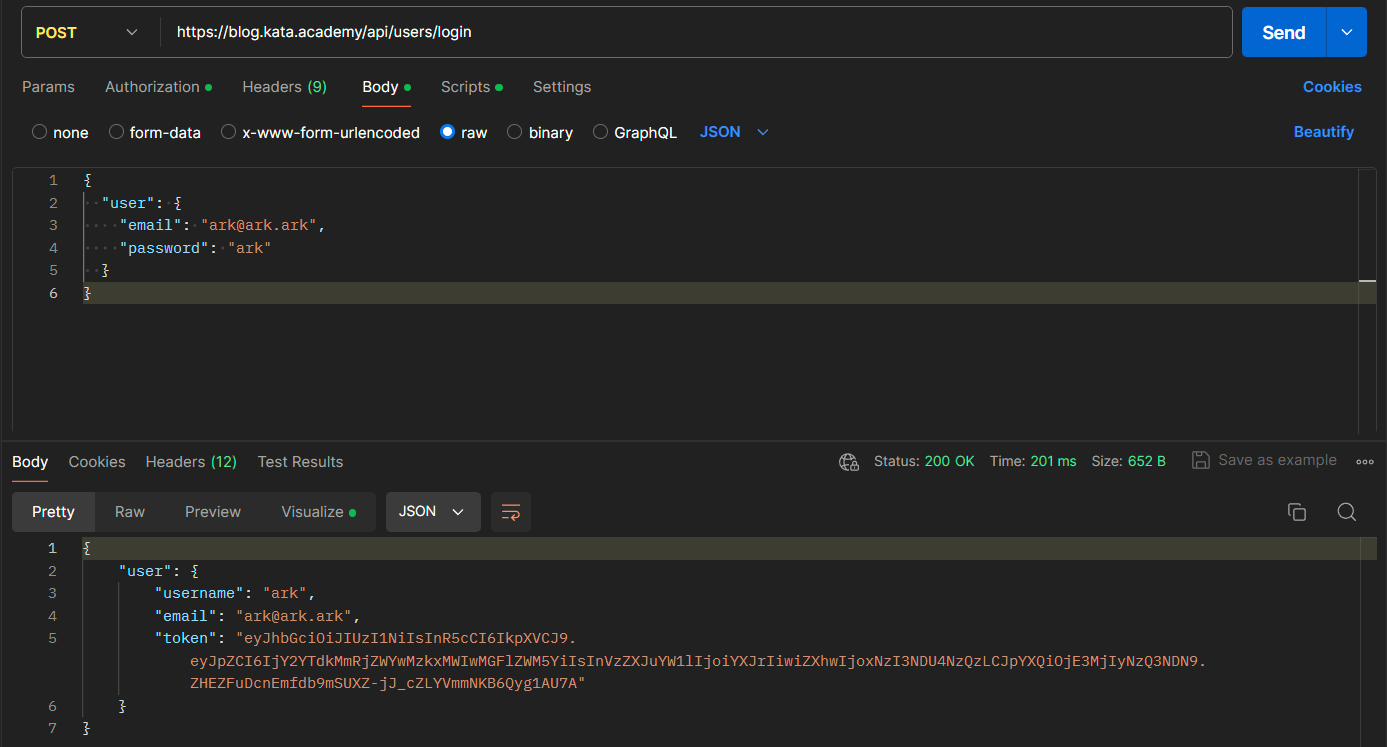 POST https://blog.kata.academy/api/users/login Send
Params Authorization Headers (9) Body Scripts Settings Cookies
none form-data x-www-form-urlencoded raw binary GraphQL JSON Beautify
1 {
2 "user": {
3 "email": "ark@ark.ark",
4 "password": "ark"
5 }
6 }
Body Cookies Headers (12) Test Results Status: 200 OK Time: 201 ms Size: 652 B Save as example
Pretty Raw Preview Visualize JSON
1 {
2 "user": {
3 "username": "ark",
4 "email": "ark@ark.ark",
5 "token": "eyJhbGciOiJIUzI1NiIsInR5cCI6IkpXVCJ9.
eyJpZCI6IjY2YTdkMmRjZWYwMzkxMWIwMGFlZWM5YiIsInVzZXJuYW1lIjoiYXJrIiwiZXhwIjoxNzI3NDU4NzQzLCJpYXQiOjE3MjIyNzQ3NDN9.
ZHEZFuDcnEmfdb9mSUXZ-jJ_cZLYVmmNKB6Qyg1AU7A"
6 }
7 }